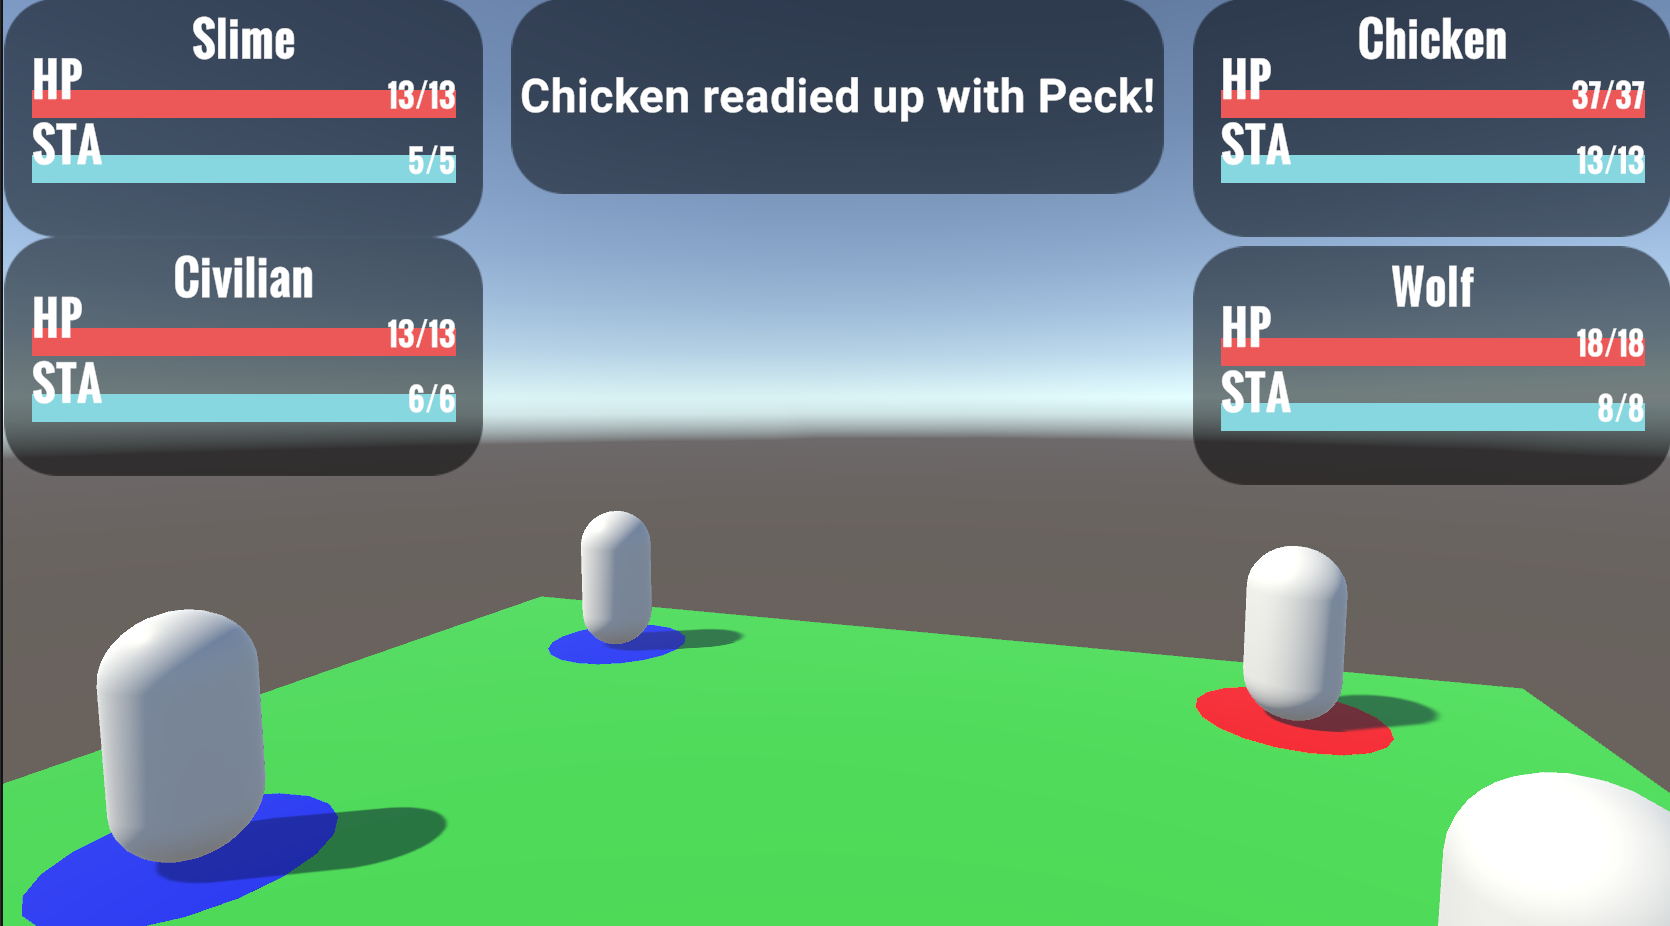 Slime
HP
13/13
STA
5/5
Civilian
HP
13/13
STA
6/6
Chicken readied up with Peck!
Chicken
HP
37/37
STA
13/13
Wolf
HP
18/18
STA
8/8